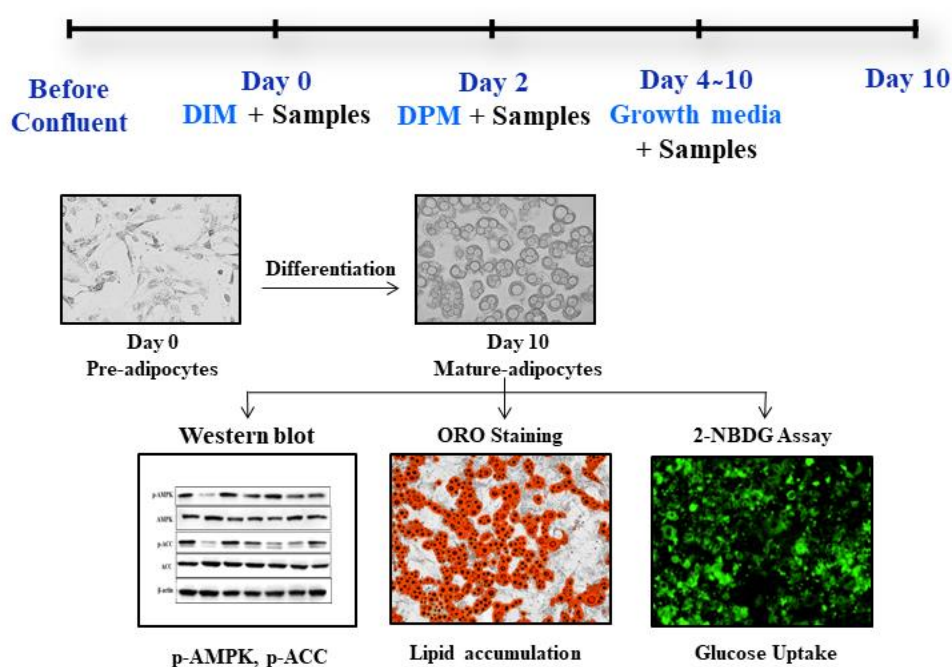 Before
Confluent
Day 0
DIM + Samples
Day 2
DPM + Samples
Day 4~10
Growth media
+ Samples
Day 10
Differentiation
Day 0
Pre-adipocytes
Day 10
Mature-adipocytes
Western blot
ORO Staining
2-NBDG Assay
p-AMPK
AMPK
p-ACC
ACC
β-actin
p-AMPK, p-ACC
Lipid accumulation
Glucose Uptake